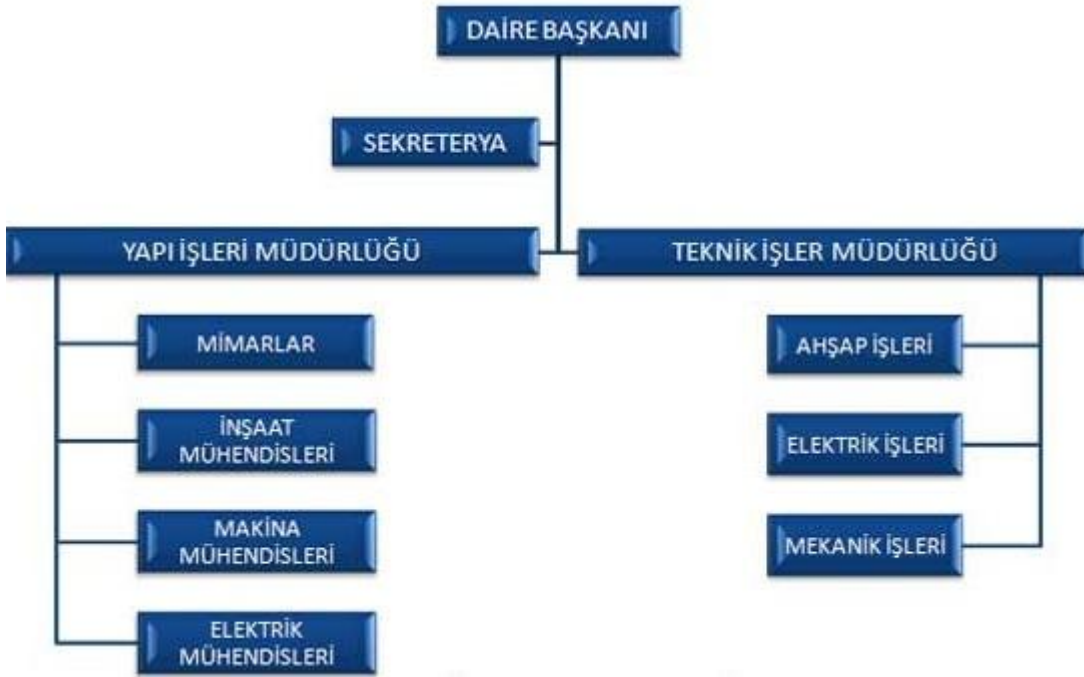 DAİRE BAŞKANI
SEKRETERYA
YAPI İŞLERİ MÜDÜRLÜĞÜ
TEKNİK İŞLER MÜDÜRLÜĞÜ
MİMARLAR
İNŞAAT
MÜHENDİSLERİ
MAKİNA
MÜHENDİSLERİ
ELEKTRİK
MÜHENDİSLERİ
AHŞAP İŞLERİ
ELEKTRİK İŞLERİ
MEKANİK İŞLERİ